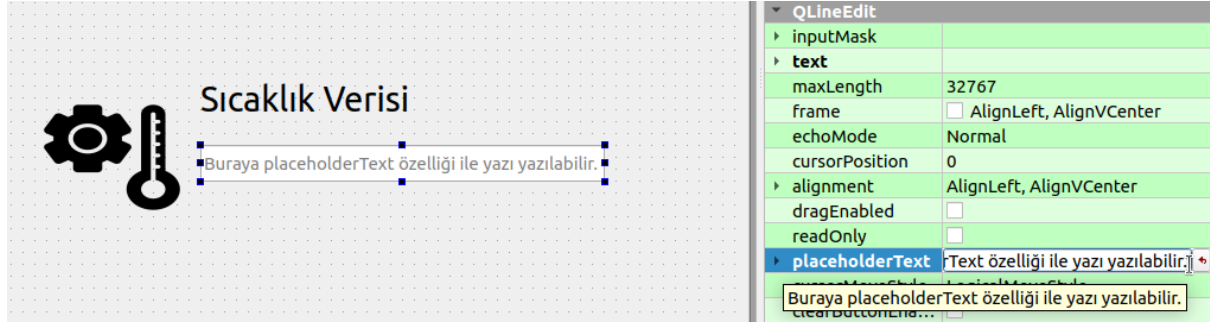 Sıcaklık Verisi
Buraya placeholderText özelliği ile yazı yazılabilir.
QLineEdit
inputMask
text
maxLength 32767
frame AlignLeft, AlignVCenter
echoMode Normal
cursorPosition 0
alignment AlignLeft, AlignVCenter
dragEnabled
readOnly
placeholderText rText özelliği ile yazı yazılabilir.
Buraya placeholderText özelliği ile yazı yazılabilir.